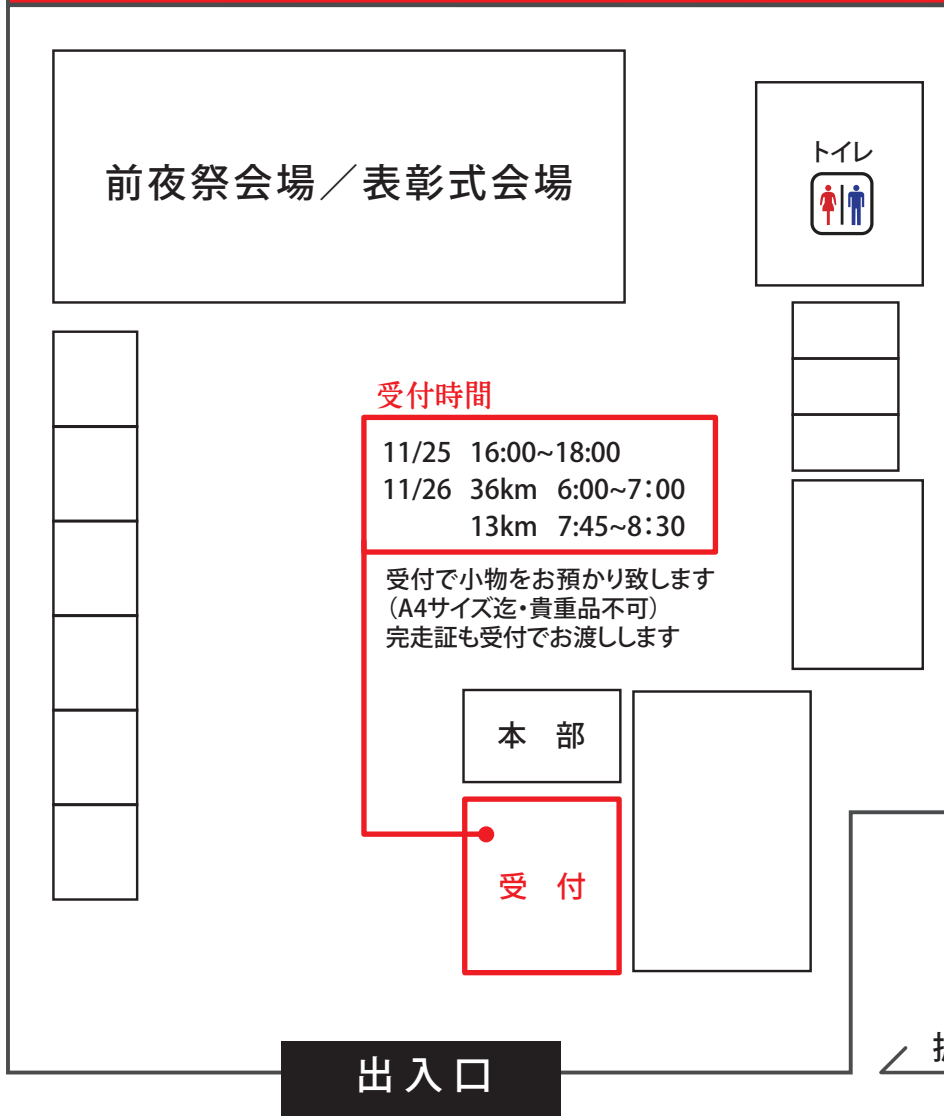 前夜祭会場／表彰式会場
トイレ
受付時間
11/25 16:00~18:00
11/26 36km 6:00~7:00
13km 7:45~8:30
受付で小物をお預かり致します
（A4サイズ迄・貴重品不可）
完走証も受付でお渡しします
本 部
受 付
出入口